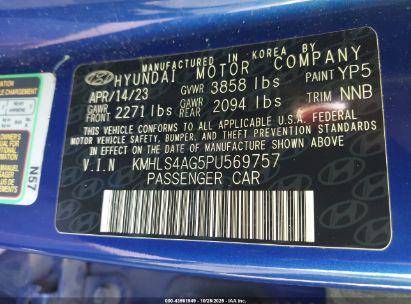 MANUFACTURED IN KOREA BY
HYUNDAI MOTOR COMPANY
APR/14/23 GVWR 3858 lbs PAINT YP5
GAWR FRONT 2271 lbs GAWR REAR 2094 lbs TRIM NNB
THIS VEHICLE CONFORMS TO ALL APPLICABLE U.S.A. FEDERAL
MOTOR VEHICLE SAFETY, BUMPER, AND THEFT PREVENTION STANDARDS
IN EFFECT ON THE DATE OF MANUFACTURE SHOWN ABOVE.
V.I.N KMHLS4AG5PU569757
PASSENGER CAR
N57